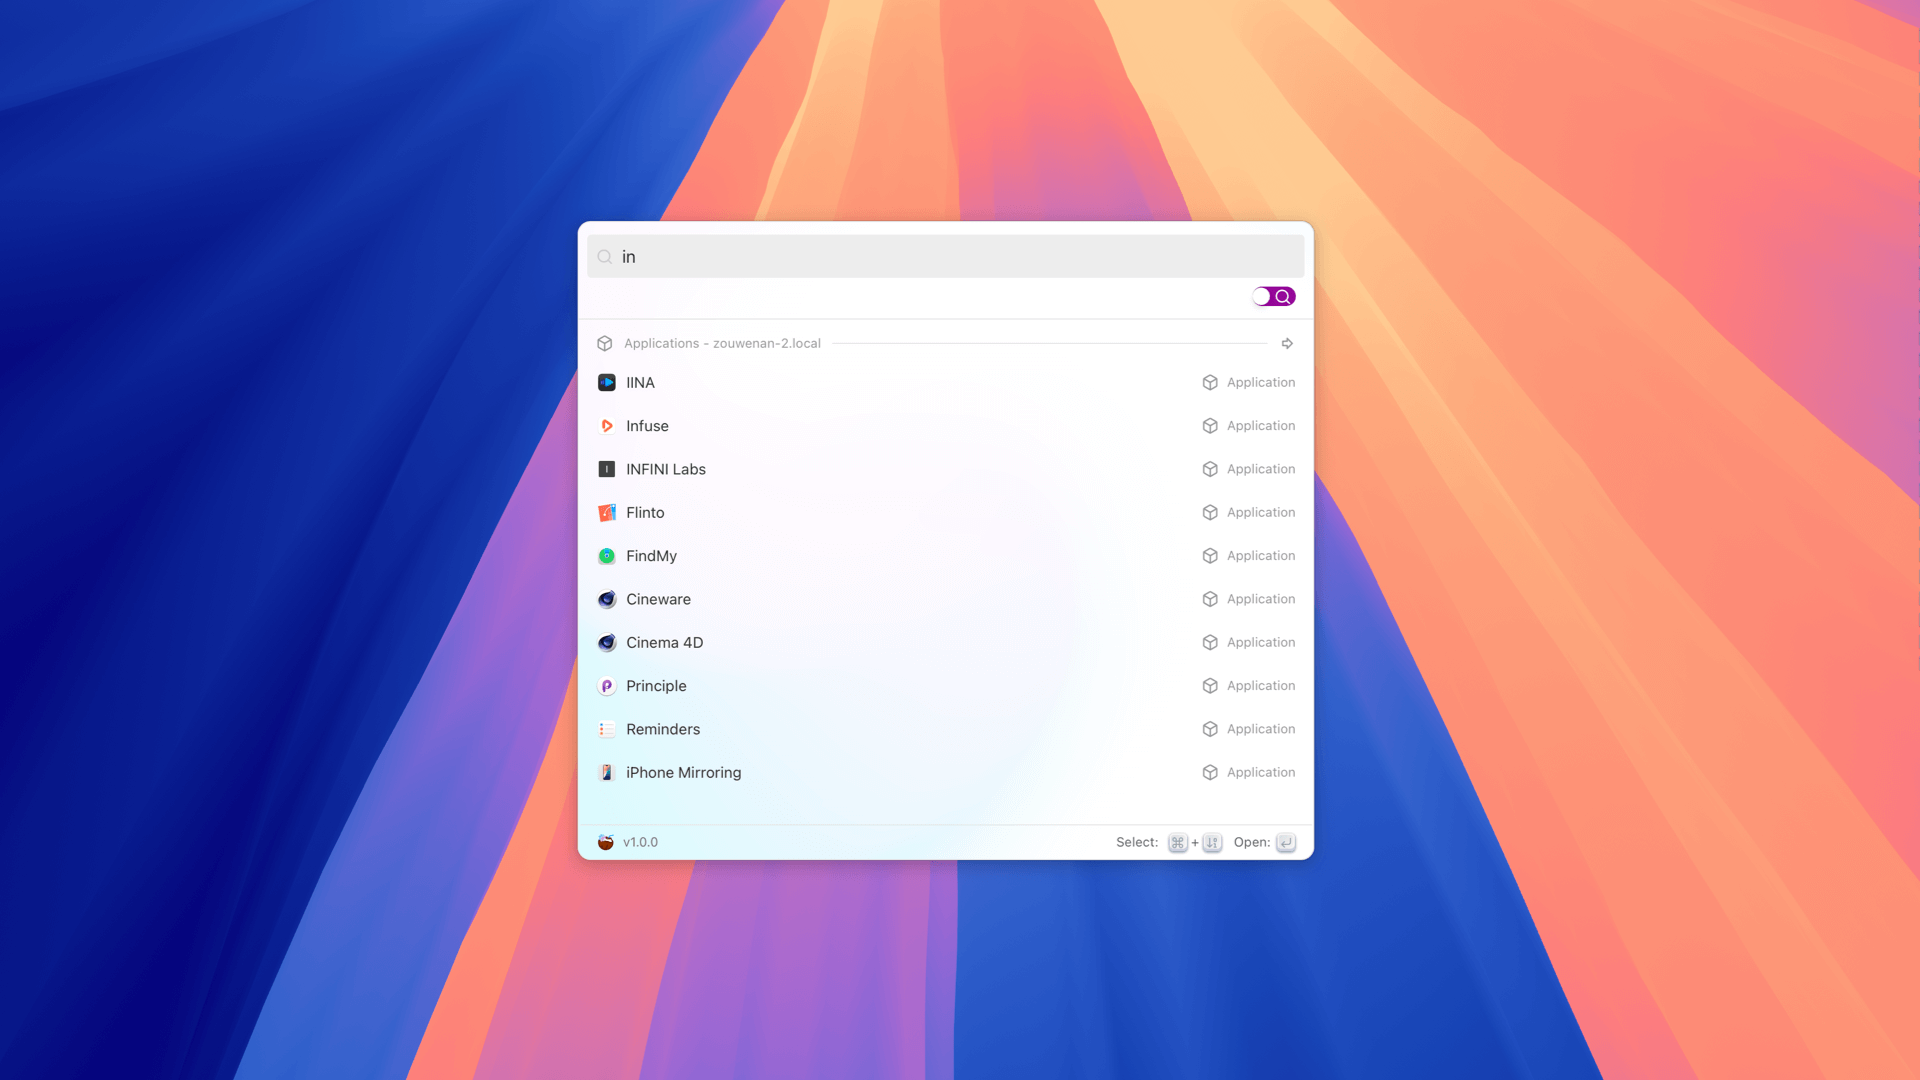 in
Applications - zouwenan-2.local
IINA Application
Infuse Application
INFINI Labs Application
Flinto Application
FindMy Application
Cineware Application
Cinema 4D Application
Principle Application
Reminders Application
iPhone Mirroring Application
v1.0.0 Select: ⌘ + Open: